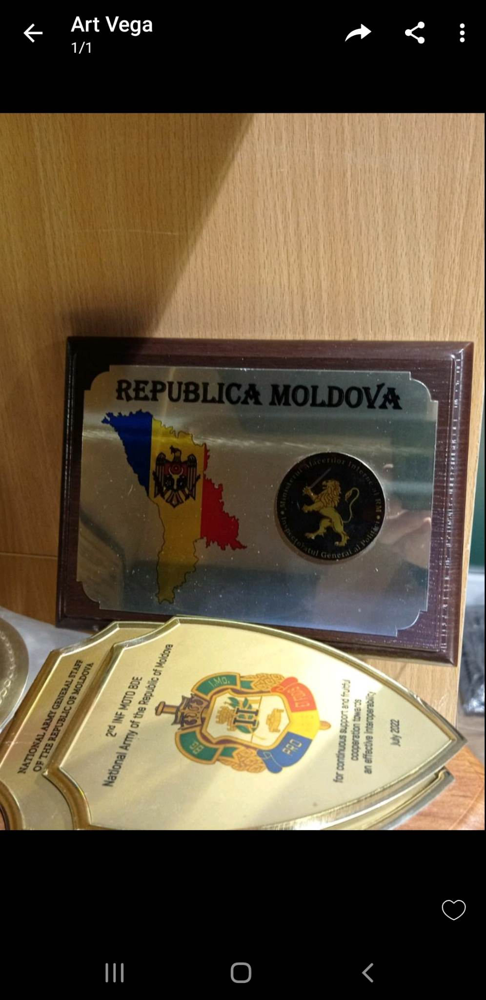 Art Vega
1/1
REPUBLICA MOLDOVA
• Ministerul Afacerilor Interne al RM •
Inspectoratul General al Poliției
NATIONAL ARMY GENERAL STAFF
OF THE REPUBLIC OF MOLDOVA
2nd INF MOTO BDE
National Army of the Republic of Moldova
BR
I.Mo.
II
PRO
for continuous support and fruitful
cooperation towards
an effective interoperability
July 2022